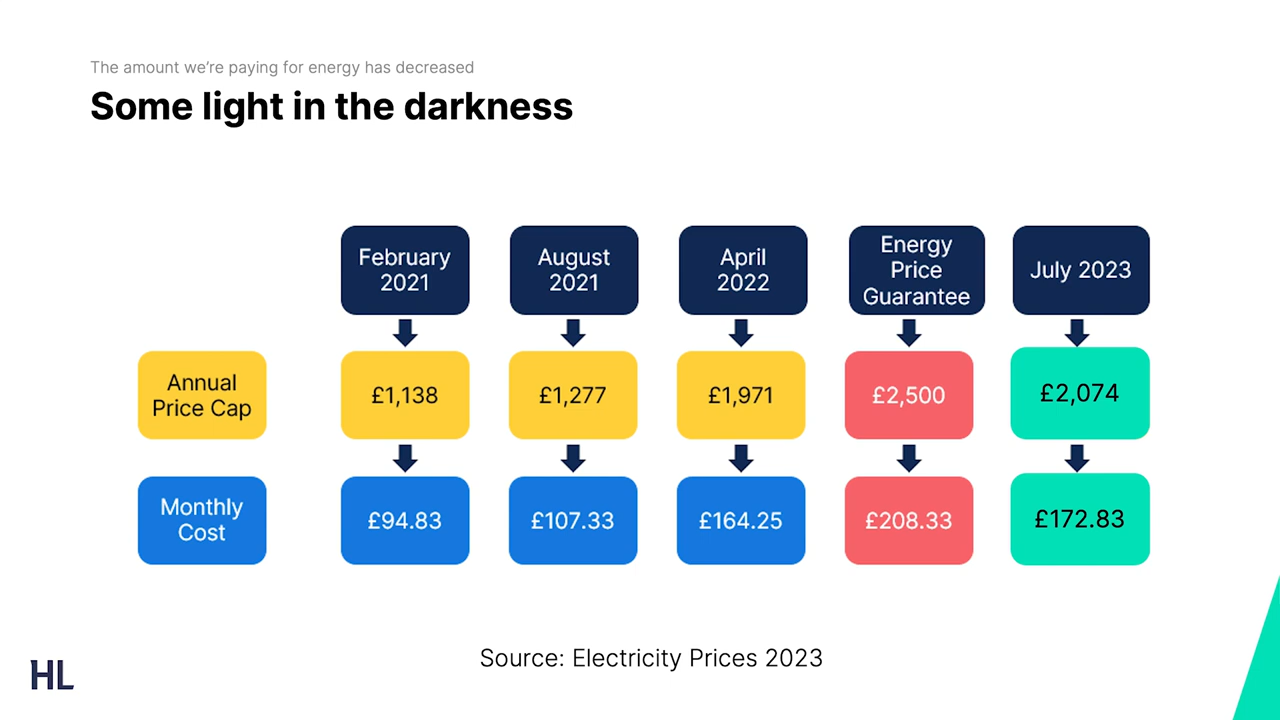 The amount we’re paying for energy has decreased
Some light in the darkness
February
2021
August
2021
April
2022
Energy
Price
Guarantee
July 2023
Annual
Price Cap
£1,138
£1,277
£1,971
£2,500
£2,074
Monthly
Cost
£94.83
£107.33
£164.25
£208.33
£172.83
Source: Electricity Prices 2023
HL